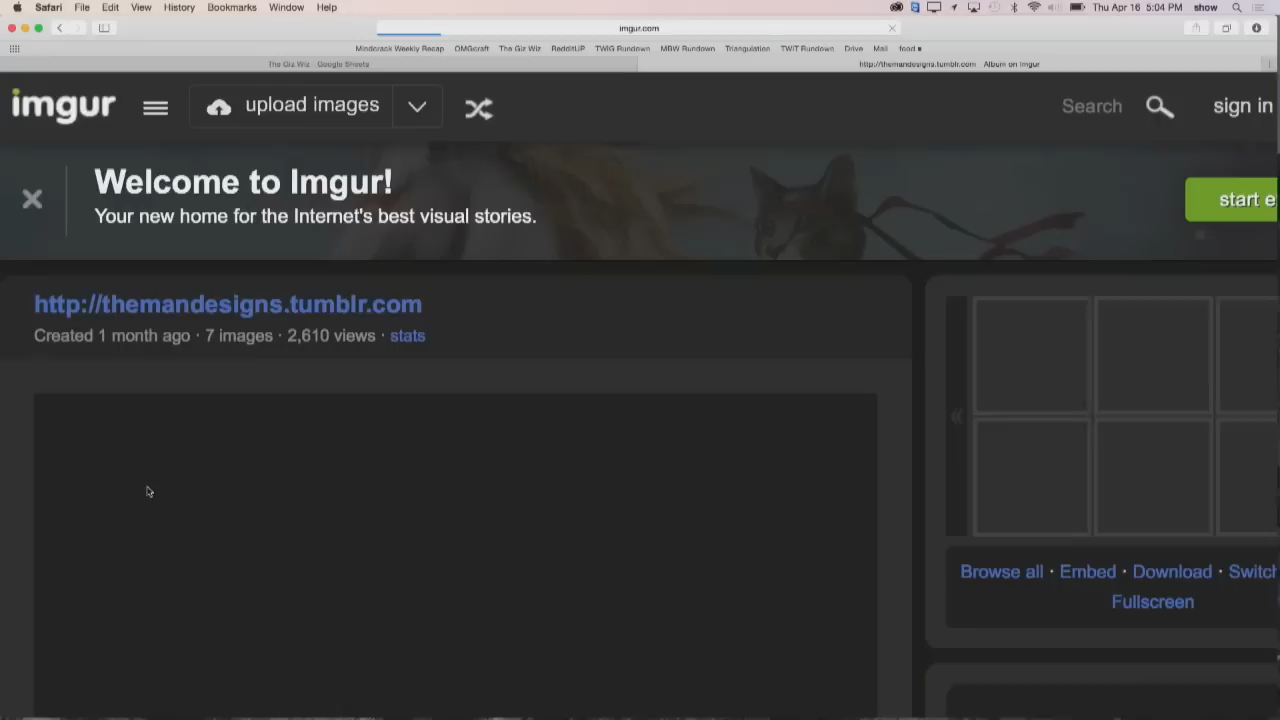 Safari File Edit View History Bookmarks Window Help
Thu Apr 16 5:04 PM show
imgur.com
Mindcrack Weekly Recap OMGcraft The Giz Wiz RedditUP TWiG Rundown MBW Rundown Triangulation TWiT Rundown Drive Mail food
The Giz Wiz Google Sheets
http://themandesigns.tumblr.com Album on Imgur
imgur
upload images
Search
sign in
Welcome to Imgur!
Your new home for the Internet's best visual stories.
start e
http://themandesigns.tumblr.com
Created 1 month ago · 7 images · 2,610 views · stats
Browse all · Embed · Download · Switch
Fullscreen